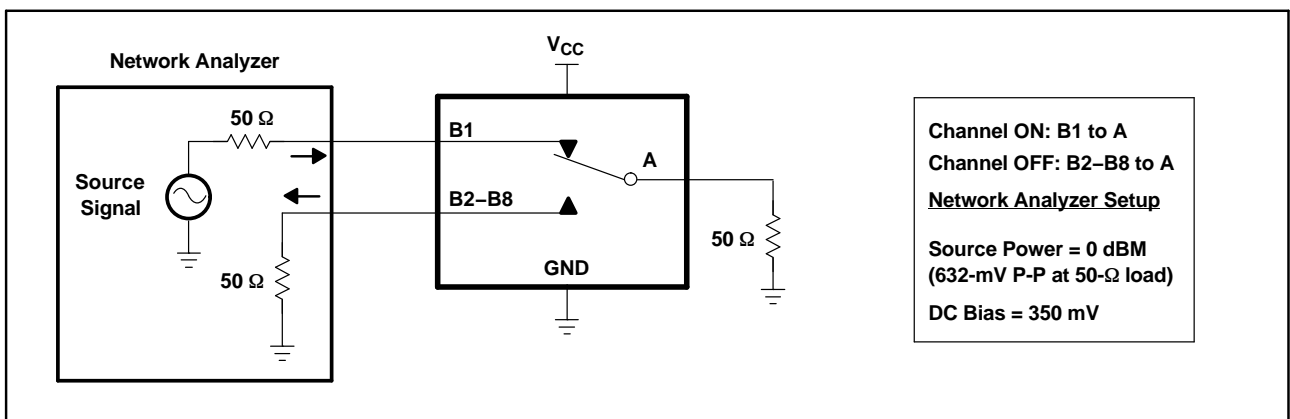 Network Analyzer
VCC
50 Ω
B1
A
Source
Signal
B2–B8
50 Ω
50 Ω
GND
Channel ON: B1 to A
Channel OFF: B2–B8 to A
Network Analyzer Setup
Source Power = 0 dBM
(632-mV P-P at 50-Ω load)
DC Bias = 350 mV